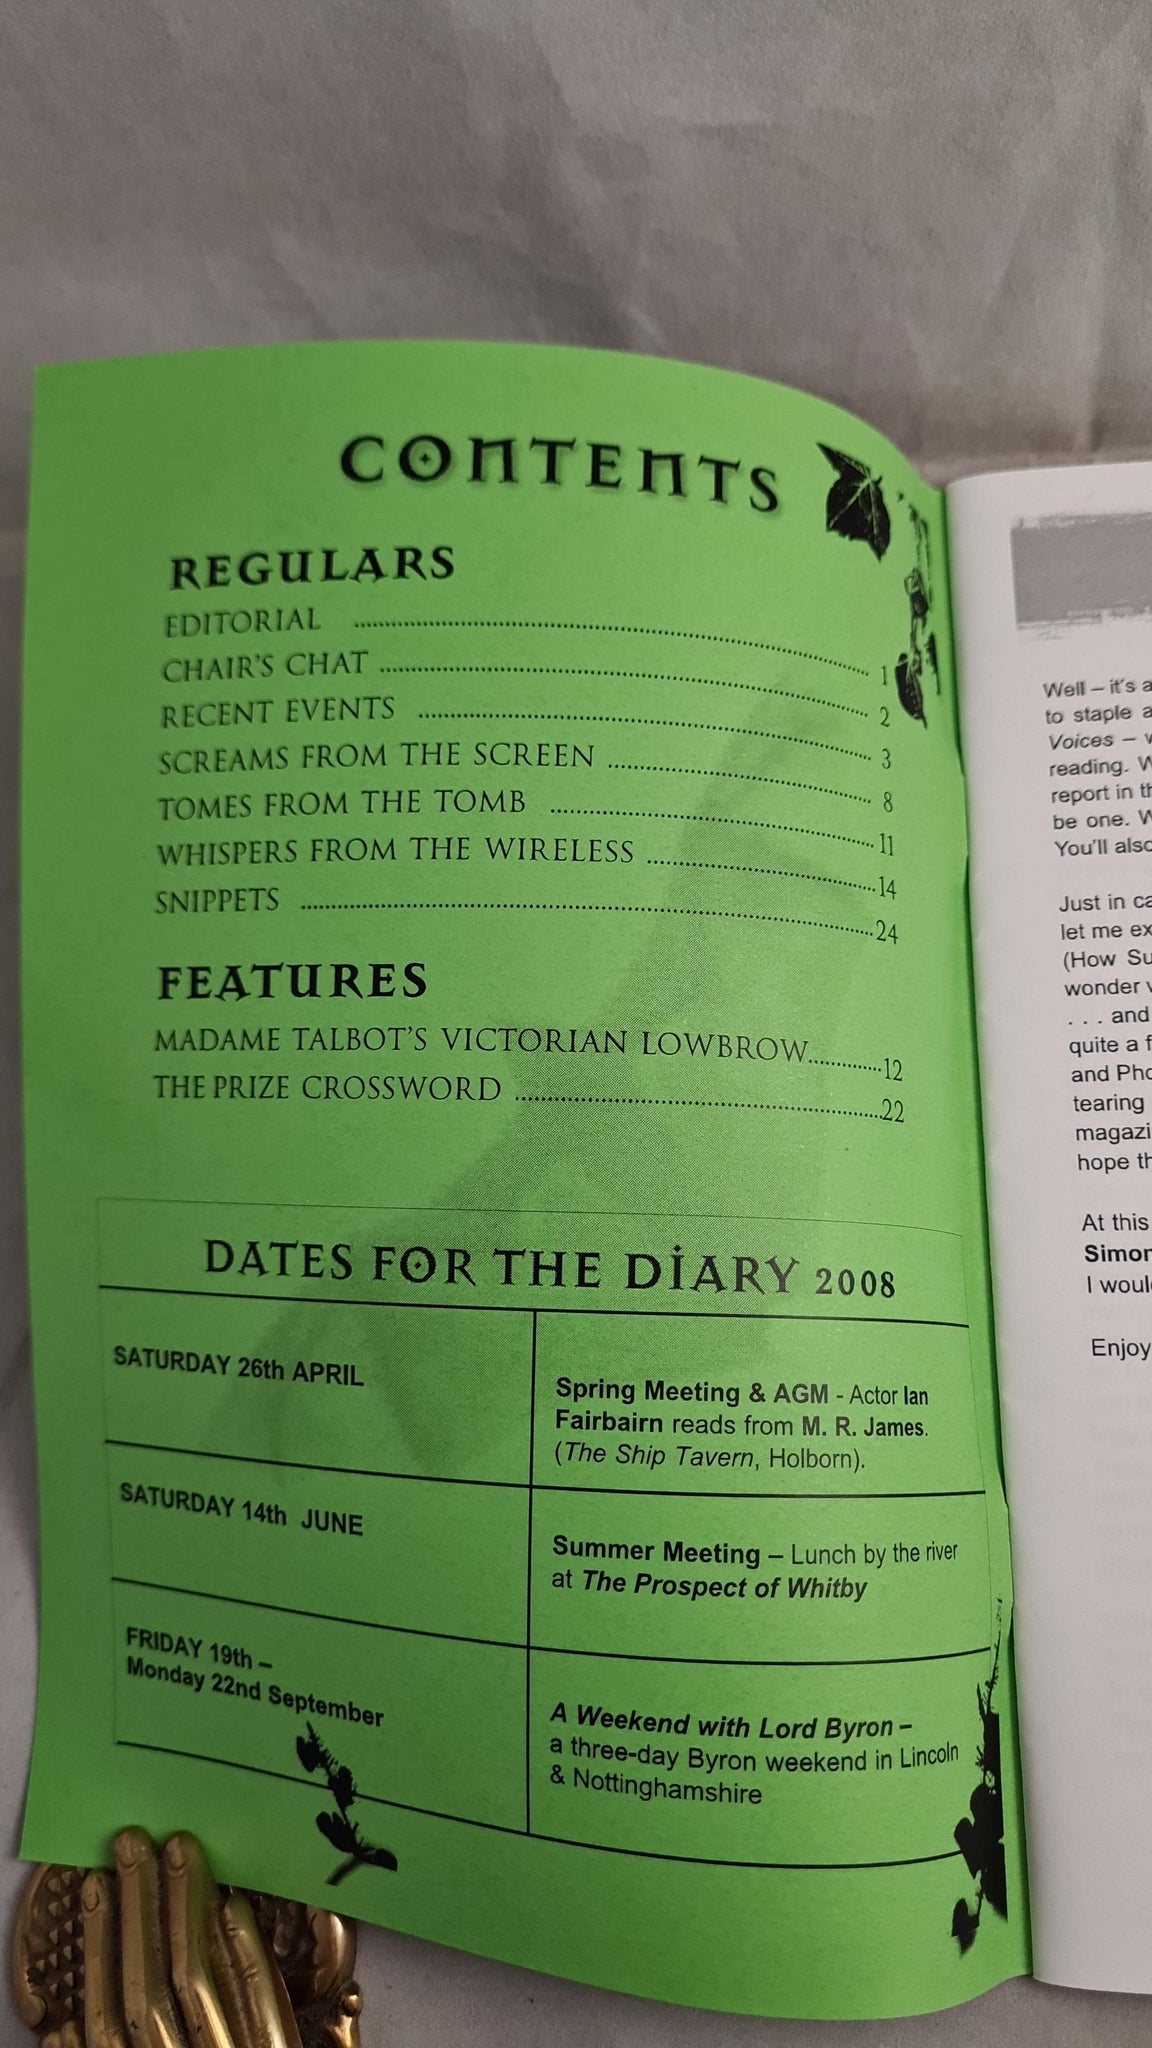 CONTENTS
REGULARS
EDITORIAL ........ 1
CHAIR'S CHAT ........ 2
RECENT EVENTS ........ 3
SCREAMS FROM THE SCREEN ........ 8
TOMES FROM THE TOMB ........ 11
WHISPERS FROM THE WIRELESS ........ 14
SNIPPETS ........ 24
FEATURES
MADAME TALBOT'S VICTORIAN LOWBROW ........ 12
THE PRIZE CROSSWORD ........ 22
DATES FOR THE DIARY 2008
SATURDAY 26th APRIL
Spring Meeting & AGM - Actor Ian
Fairbairn reads from M. R. James.
(The Ship Tavern, Holborn).
SATURDAY 14th JUNE
Summer Meeting – Lunch by the river
at The Prospect of Whitby
FRIDAY 19th –
Monday 22nd September
A Weekend with Lord Byron –
a three-day Byron weekend in Lincoln
& Nottinghamshire
Well – it's a
to staple a
Voices –
reading.
report in
be one.
You'll also
Just in
let me
(How
wonder
. . . and
quite a
and
tearing
hope
At this
Simon
I
Enjoy